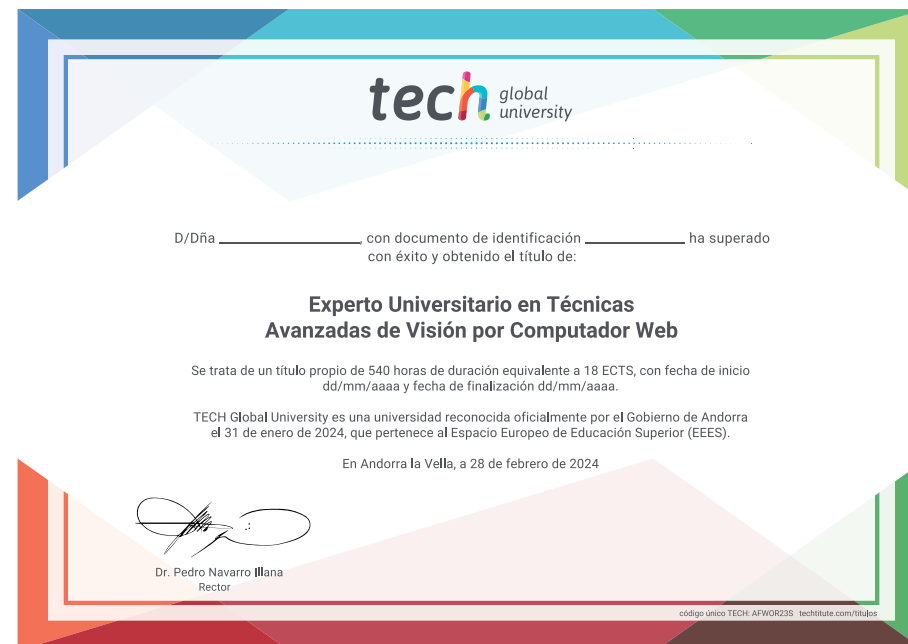 tech global university
D/Dña ____________________, con documento de identificación ______________ ha superado
con éxito y obtenido el título de:
Experto Universitario en Técnicas
Avanzadas de Visión por Computador Web
Se trata de un título propio de 540 horas de duración equivalente a 18 ECTS, con fecha de inicio
dd/mm/aaaa y fecha de finalización dd/mm/aaaa.
TECH Global University es una universidad reconocida oficialmente por el Gobierno de Andorra
el 31 de enero de 2024, que pertenece al Espacio Europeo de Educación Superior (EEES).
En Andorra la Vella, a 28 de febrero de 2024
Dr. Pedro Navarro Illana
Rector
código único TECH: AFWOR23S techtitute.com/titulos